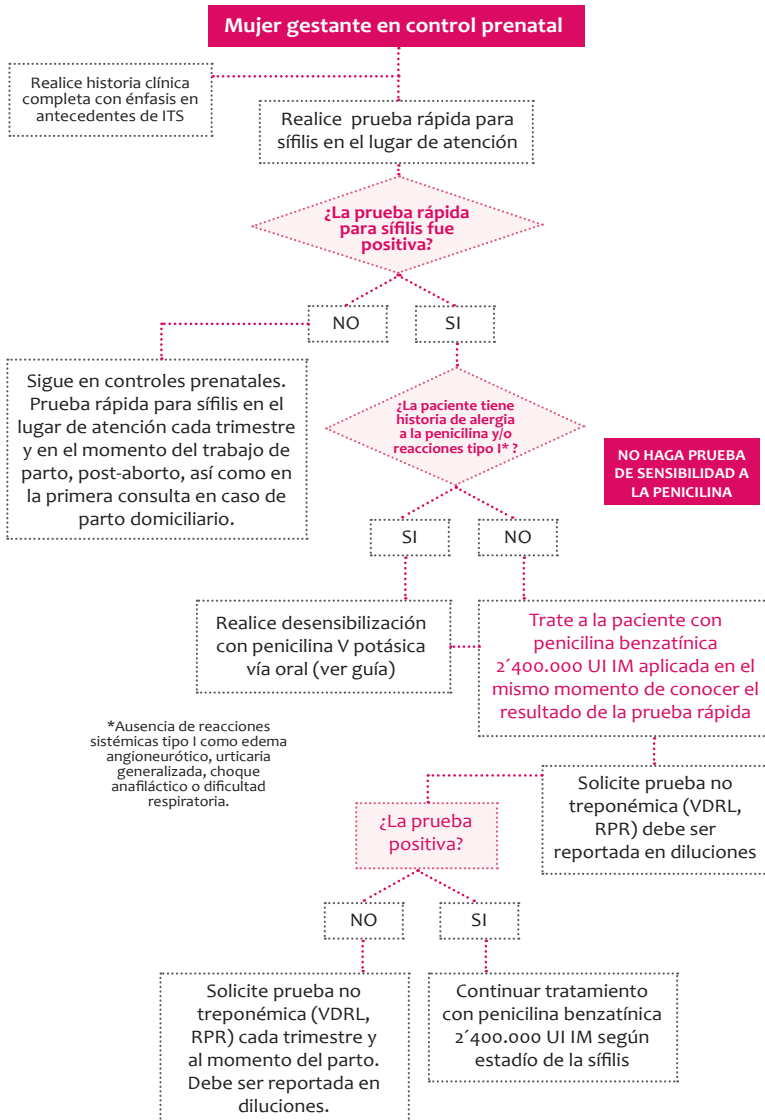 Mujer gestante en control prenatal
Realice historia clínica
completa con énfasis en
antecedentes de ITS
Realice prueba rápida para
sífilis en el lugar de atención
¿La prueba rápida
para sífilis fue
positiva?
NO
SI
Sigue en controles prenatales.
Prueba rápida para sífilis en el
lugar de atención cada trimestre
y en el momento del trabajo de
parto, post-aborto, así como en
la primera consulta en caso de
parto domiciliario.
¿La paciente tiene
historia de alergia
a la penicilina y/o
reacciones tipo I* ?
NO HAGA PRUEBA
DE SENSIBILIDAD A
LA PENICILINA
SI
NO
Realice desensibilización
con penicilina V potásica
vía oral (ver guía)
Trate a la paciente con
penicilina benzatínica
2´400.000 UI IM aplicada en el
mismo momento de conocer el
resultado de la prueba rápida
*Ausencia de reacciones
sistémicas tipo I como edema
angioneurótico, urticaria
generalizada, choque
anafiláctico o dificultad
respiratoria.
Solicite prueba no
treponémica (VDRL,
RPR) debe ser
reportada en diluciones
¿La prueba
positiva?
NO
SI
Solicite prueba no
treponémica (VDRL,
RPR) cada trimestre y
al momento del parto.
Debe ser reportada en
diluciones.
Continuar tratamiento
con penicilina benzatínica
2´400.000 UI IM según
estadío de la sífilis